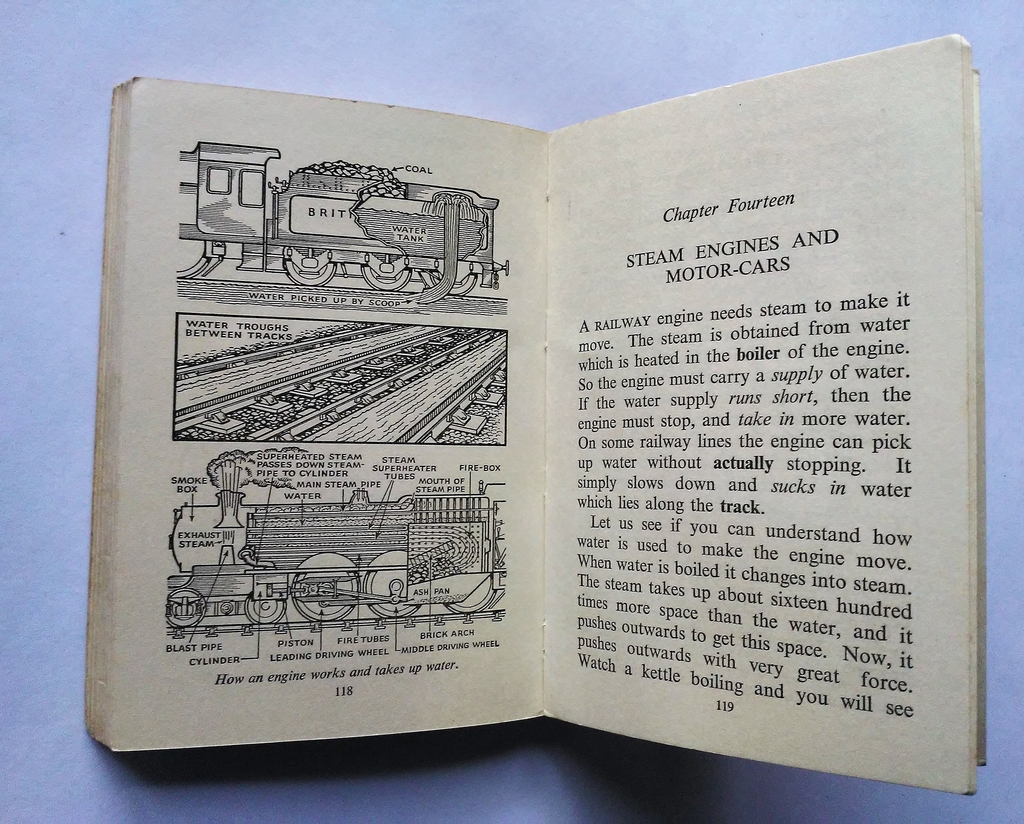 COAL
BRIT
WATER
TANK
WATER PICKED UP BY SCOOP
WATER TROUGHS
BETWEEN TRACKS
SUPERHEATED STEAM
PASSES DOWN STEAM-
PIPE TO CYLINDER
STEAM
SUPERHEATER
TUBES
FIRE-BOX
SMOKE
BOX
MAIN STEAM PIPE
WATER
MOUTH OF
STEAM PIPE
EXHAUST
STEAM
ASH PAN
BLAST PIPE
CYLINDER
PISTON
LEADING DRIVING WHEEL
FIRE TUBES
BRICK ARCH
MIDDLE DRIVING WHEEL
How an engine works and takes up water.
118
Chapter Fourteen
STEAM ENGINES AND
MOTOR-CARS
A RAILWAY engine needs steam to make it
move. The steam is obtained from water
which is heated in the boiler of the engine.
So the engine must carry a supply of water.
If the water supply runs short, then the
engine must stop, and take in more water.
On some railway lines the engine can pick
up water without actually stopping. It
simply slows down and sucks in water
which lies along the track.
Let us see if you can understand how
water is used to make the engine move.
When water is boiled it changes into steam.
The steam takes up about sixteen hundred
times more space than the water, and it
pushes outwards to get this space. Now, it
pushes outwards with very great force.
Watch a kettle boiling and you will see
119